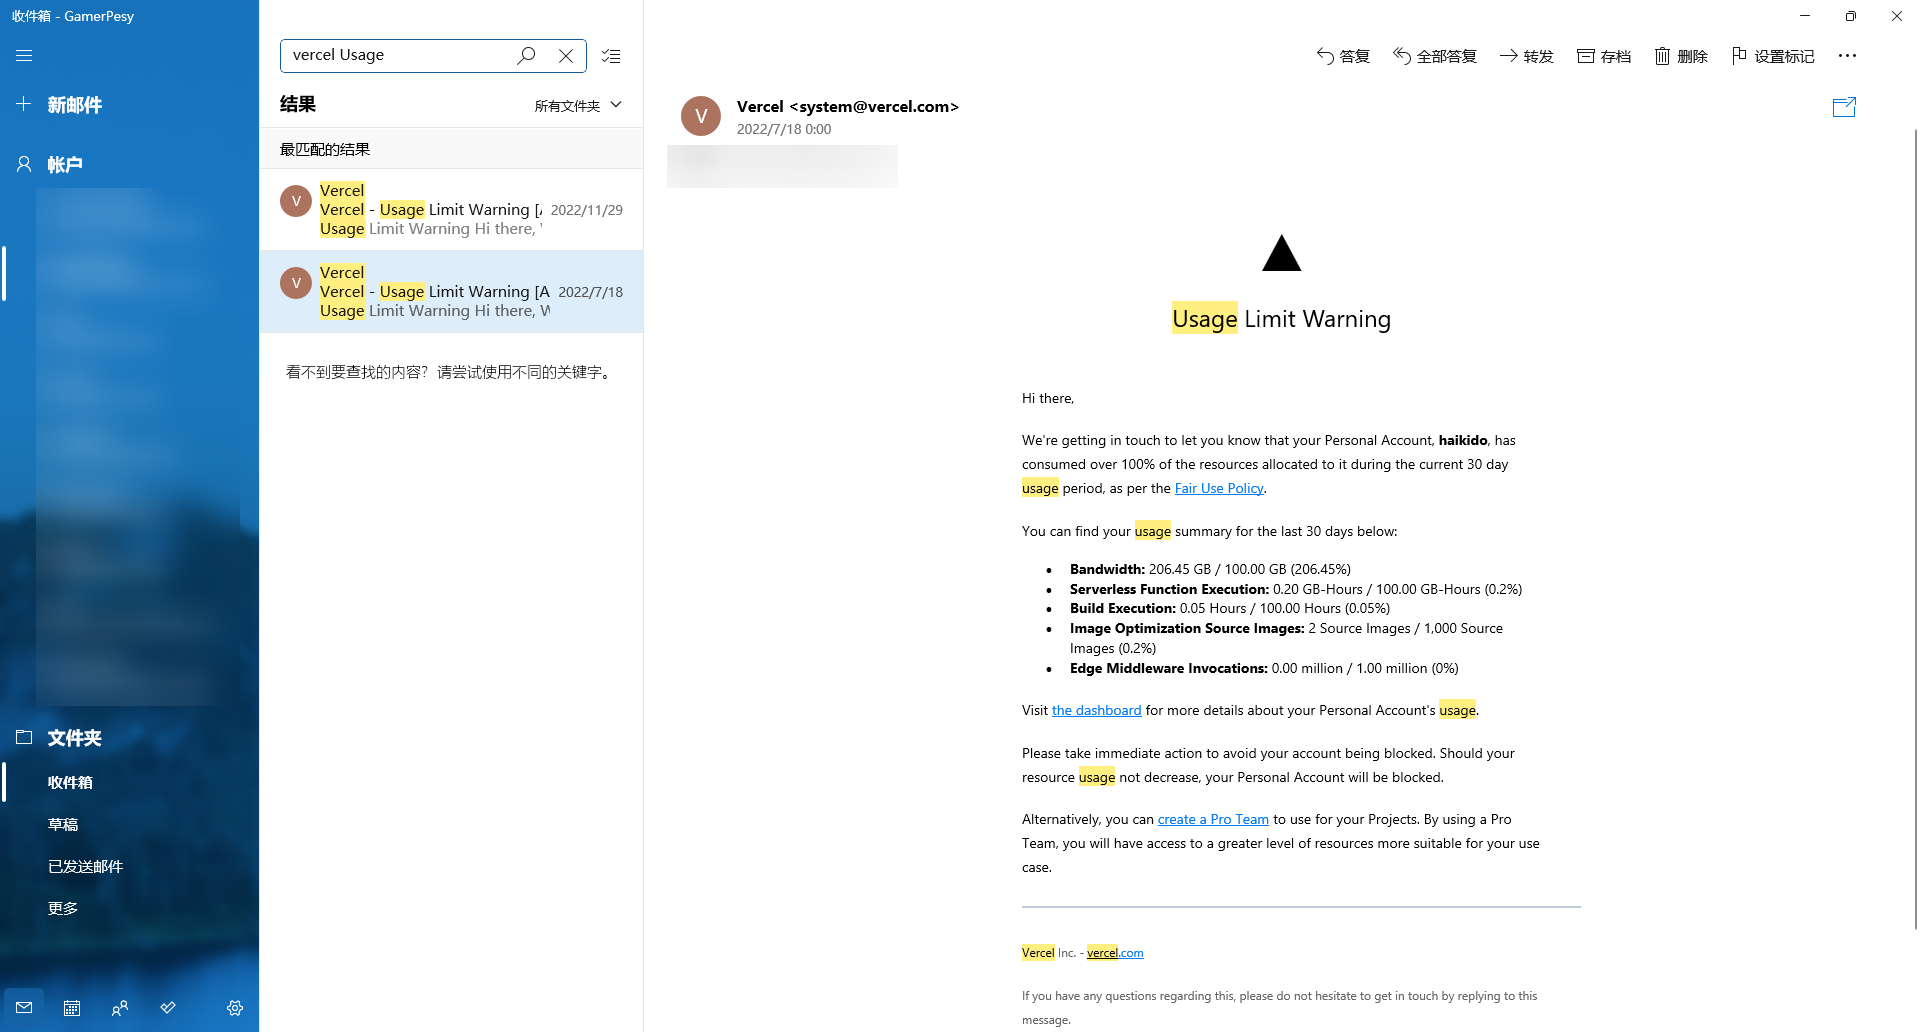 收件箱 - GamerPesy
新邮件
帐户
文件夹
收件箱
草稿
已发送邮件
更多
vercel Usage
结果
所有文件夹
最匹配的结果
V
Vercel
Vercel - Usage Limit Warning [A
2022/11/29
Usage Limit Warning Hi there,
V
Vercel
Vercel - Usage Limit Warning [A
2022/7/18
Usage Limit Warning Hi there, W
看不到要查找的内容？请尝试使用不同的关键字。
答复
全部答复
转发
存档
删除
设置标记
V
Vercel <system@vercel.com>
2022/7/18 0:00
Usage Limit Warning
Hi there,
We're getting in touch to let you know that your Personal Account, haikido, has
consumed over 100% of the resources allocated to it during the current 30 day
usage period, as per the Fair Use Policy.
You can find your usage summary for the last 30 days below:
• Bandwidth: 206.45 GB / 100.00 GB (206.45%)
• Serverless Function Execution: 0.20 GB-Hours / 100.00 GB-Hours (0.2%)
• Build Execution: 0.05 Hours / 100.00 Hours (0.05%)
• Image Optimization Source Images: 2 Source Images / 1,000 Source
Images (0.2%)
• Edge Middleware Invocations: 0.00 million / 1.00 million (0%)
Visit the dashboard for more details about your Personal Account's usage.
Please take immediate action to avoid your account being blocked. Should your
resource usage not decrease, your Personal Account will be blocked.
Alternatively, you can create a Pro Team to use for your Projects. By using a Pro
Team, you will have access to a greater level of resources more suitable for your use
case.
Vercel Inc. - vercel.com
If you have any questions regarding this, please do not hesitate to get in touch by replying to this
message.